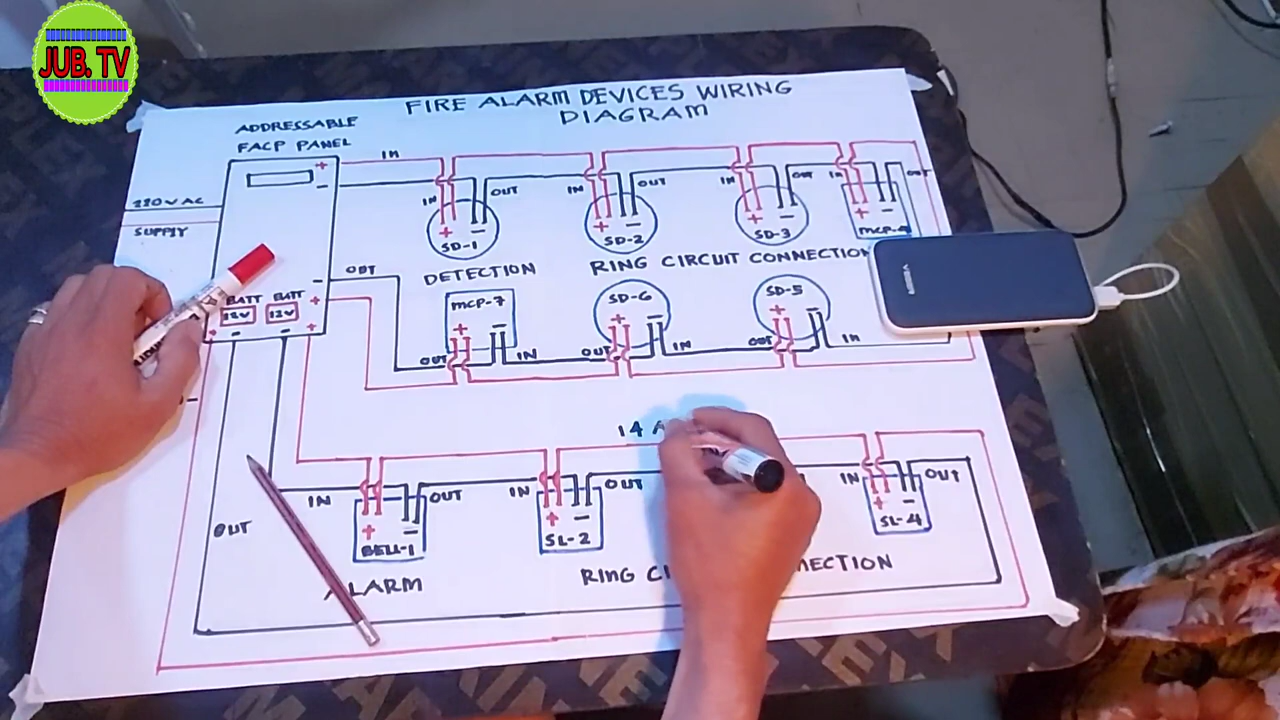 JUB. TV
FIRE ALARM DEVICES WIRING
DIAGRAM
ADDRESSABLE
FACP PANEL
+
IN
−
220V AC
SUPPLY
IN
OUT
IN
OUT
IN
OUT
IN
OUT
+ −
SD-1
+ −
SD-2
+ −
SD-3
+ −
MCP-4
DETECTION
RING CIRCUIT CONNECTION
OUT
−
+
BATT
BATT
12V
12V
+
−
−
+
MCP-7
+ −
SD-6
+ −
SD-5
+ −
OUT
IN
OUT
IN
OUT
IN
14 A
IN
OUT
IN
OUT
IN
OUT
OUT
+ −
BELL-1
+ −
SL-2
+ −
SL-4
ALARM
RING CI
NECTION